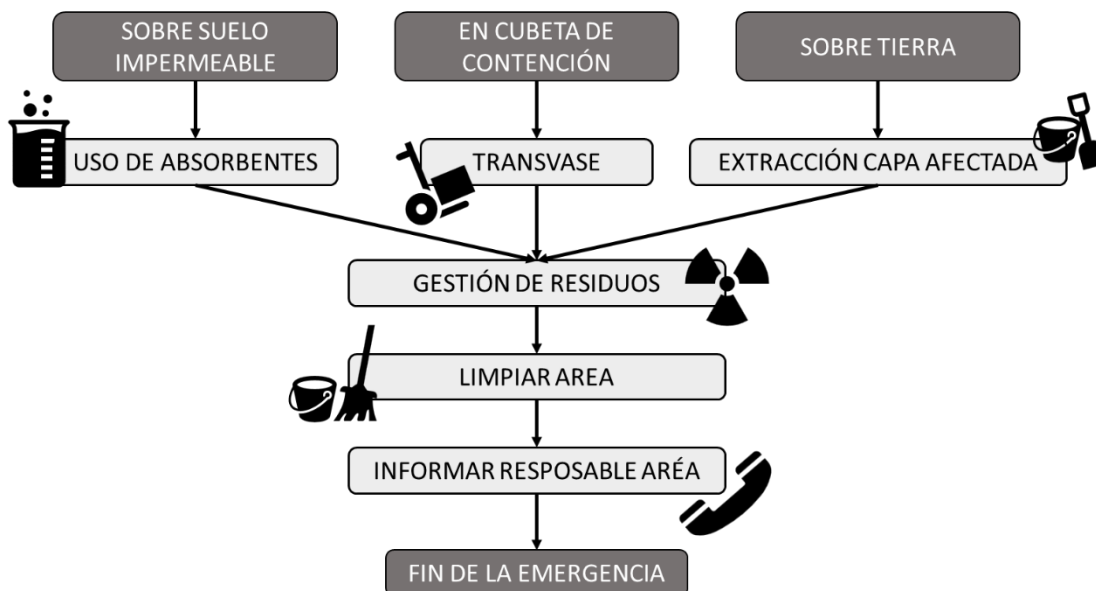 SOBRE SUELO
IMPERMEABLE
EN CUBETA DE
CONTENCIÓN
SOBRE TIERRA
USO DE ABSORBENTES
TRANSVASE
EXTRACCIÓN CAPA AFECTADA
GESTIÓN DE RESIDUOS
LIMPIAR AREA
INFORMAR RESPOSABLE ARÉA
FIN DE LA EMERGENCIA